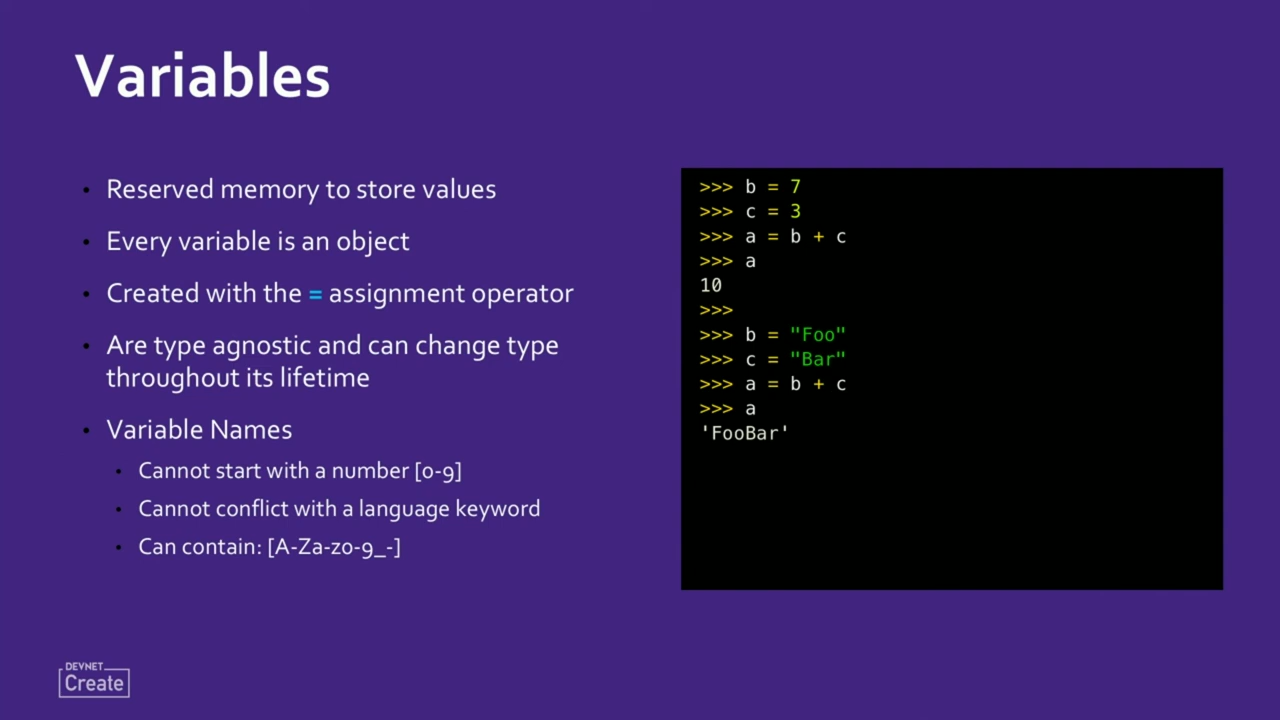 Variables
Reserved memory to store values
Every variable is an object
Created with the = assignment operator
Are type agnostic and can change type
throughout its lifetime
Variable Names
Cannot start with a number [0-9]
Cannot conflict with a language keyword
Can contain: [A-Za-z0-9_-]
>>> b = 7
>>> c = 3
>>> a = b + c
>>> a
10
>>>
>>> b = "Foo"
>>> c = "Bar"
>>> a = b + c
>>> a
'FooBar'
DEVNET
Create